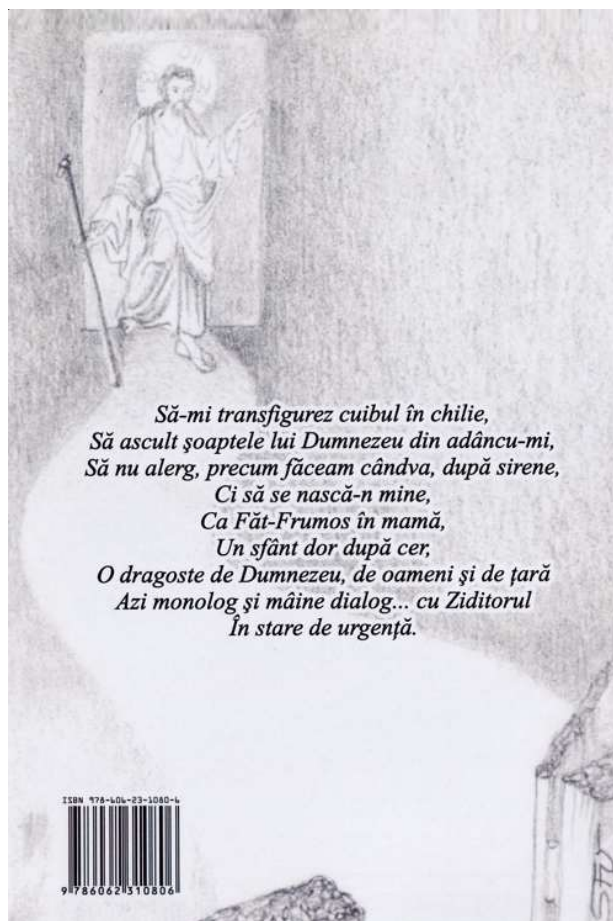 Să-mi transfigurez cuibul în chilie,
Să ascult şoaptele lui Dumnezeu din adâncu-mi,
Să nu alerg, precum făceam cândva, după sirene,
Ci să se nască-n mine,
Ca Făt-Frumos în mamă,
Un sfânt dor după cer,
O dragoste de Dumnezeu, de oameni şi de ţară
Azi monolog şi mâine dialog... cu Ziditorul
În stare de urgenţă.
ISBN 978-606-23-1080-6
9 786062 310806